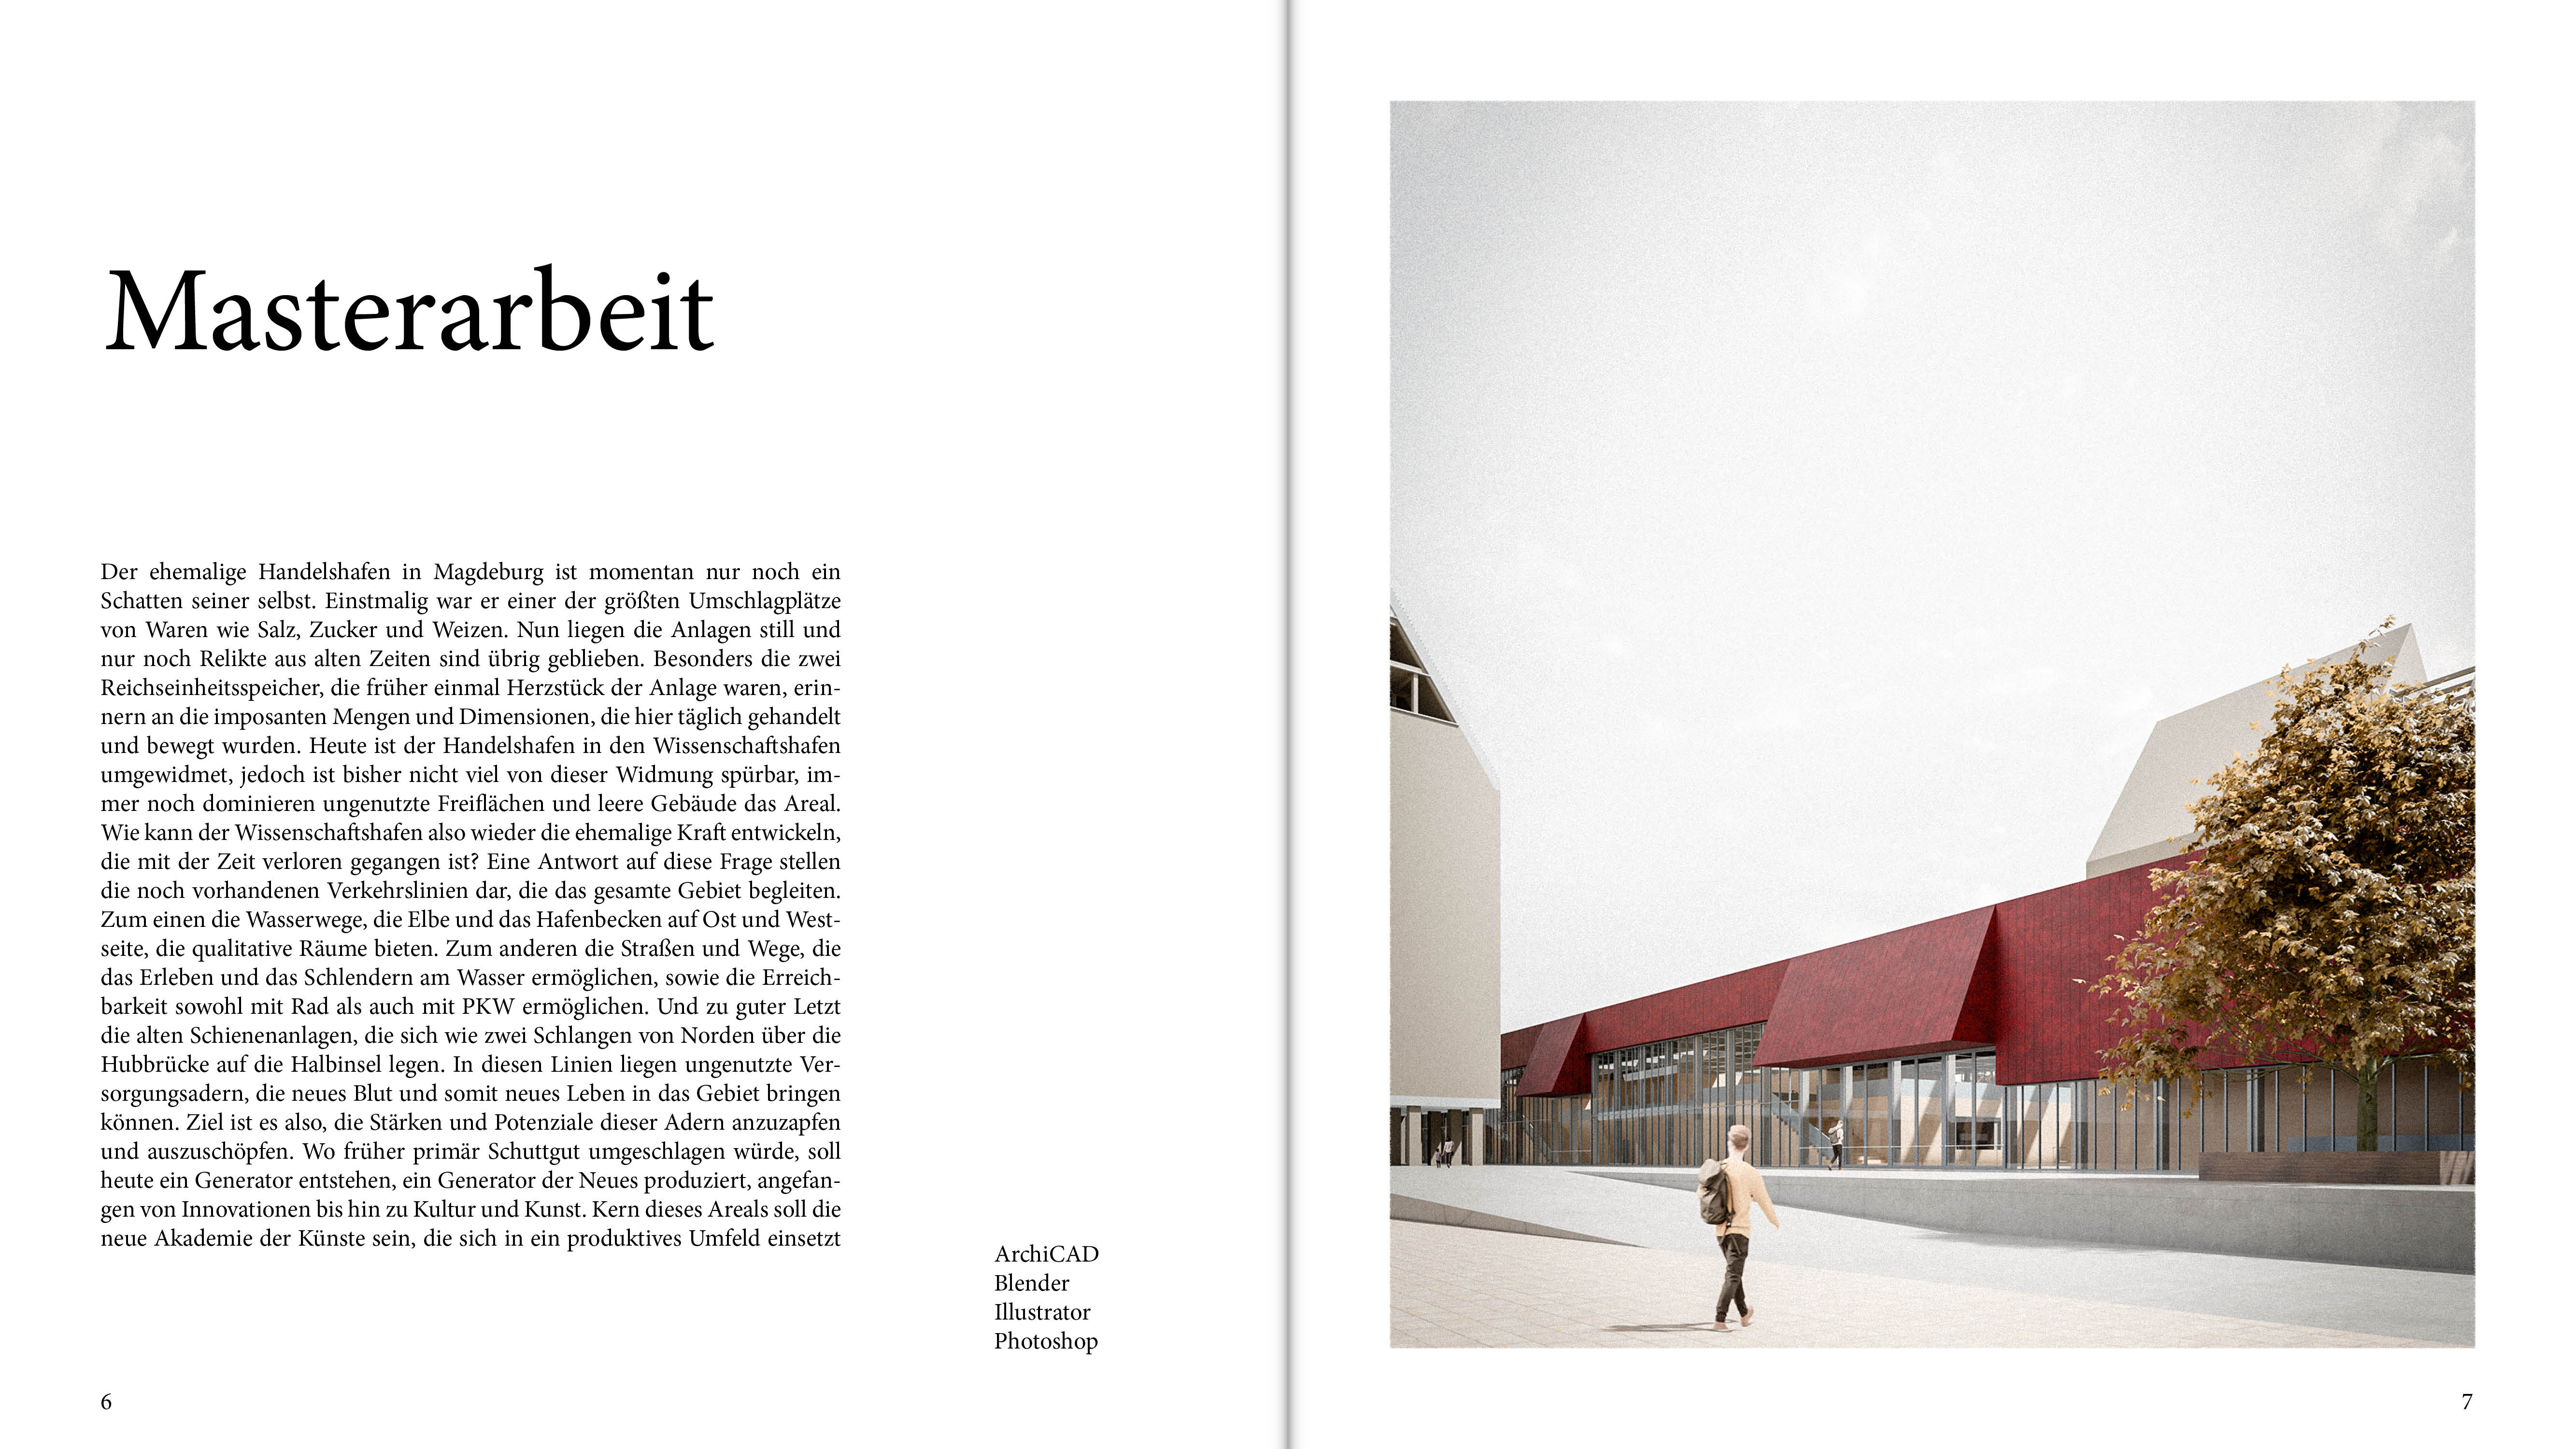 Masterarbeit
Der ehemalige Handelshafen in Magdeburg ist momentan nur noch ein
Schatten seiner selbst. Einstmalig war er einer der größten Umschlagplätze
von Waren wie Salz, Zucker und Weizen. Nun liegen die Anlagen still und
nur noch Relikte aus alten Zeiten sind übrig geblieben. Besonders die zwei
Reichseinheitsspeicher, die früher einmal Herzstück der Anlage waren, erin-
nern an die imposanten Mengen und Dimensionen, die hier täglich gehandelt
und bewegt wurden. Heute ist der Handelshafen in den Wissenschaftshafen
umgewidmet, jedoch ist bisher nicht viel von dieser Widmung spürbar, im-
mer noch dominieren ungenutzte Freiflächen und leere Gebäude das Areal.
Wie kann der Wissenschaftshafen also wieder die ehemalige Kraft entwickeln,
die mit der Zeit verloren gegangen ist? Eine Antwort auf diese Frage stellen
die noch vorhandenen Verkehrslinien dar, die das gesamte Gebiet begleiten.
Zum einen die Wasserwege, die Elbe und das Hafenbecken auf Ost und West-
seite, die qualitative Räume bieten. Zum anderen die Straßen und Wege, die
das Erleben und das Schlendern am Wasser ermöglichen, sowie die Erreich-
barkeit sowohl mit Rad als auch mit PKW ermöglichen. Und zu guter Letzt
die alten Schienenanlagen, die sich wie zwei Schlangen von Norden über die
Hubbrücke auf die Halbinsel legen. In diesen Linien liegen ungenutzte Ver-
sorgungsadern, die neues Blut und somit neues Leben in das Gebiet bringen
können. Ziel ist es also, die Stärken und Potenziale dieser Adern anzuzapfen
und auszuschöpfen. Wo früher primär Schuttgut umgeschlagen würde, soll
heute ein Generator entstehen, ein Generator der Neues produziert, angefan-
gen von Innovationen bis hin zu Kultur und Kunst. Kern dieses Areals soll die
neue Akademie der Künste sein, die sich in ein produktives Umfeld einsetzt
ArchiCAD
Blender
Illustrator
Photoshop
6
7